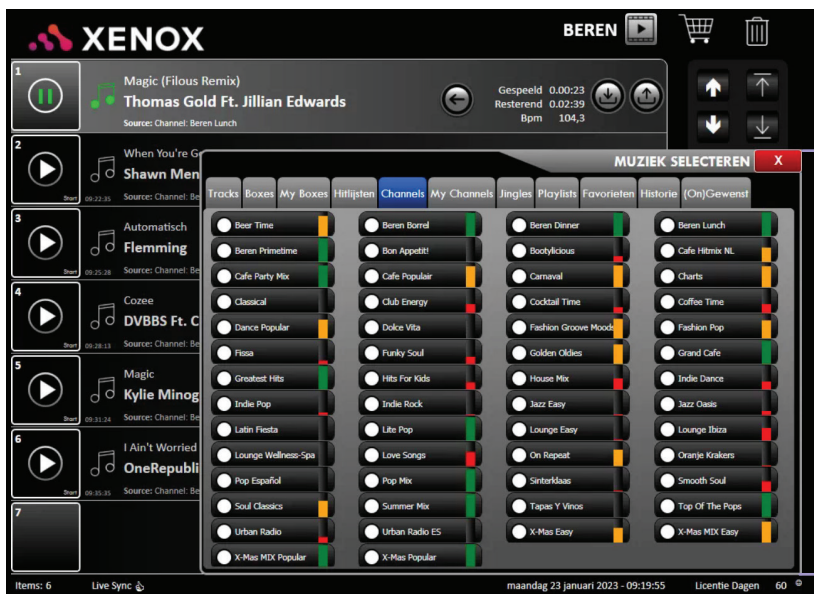 XENOX
BEREN
1
Magic (Filous Remix)
Thomas Gold Ft. Jillian Edwards
Source: Channel: Beren Lunch
Gespeeld 0.00:23
Resterend 0.02:39
Bpm 104,3
2
When You're G
Shawn Men
Start 09:22:35 Source: Channel: Be
3
Automatisch
Flemming
Start 09:25:28 Source: Channel: Be
4
Cozee
DVBBS Ft. C
Start 09:28:13 Source: Channel: Be
5
Magic
Kylie Minog
Start 09:31:24 Source: Channel: Be
6
I Ain't Worried
OneRepubli
Start 09:35:35 Source: Channel: Be
7
MUZIEK SELECTEREN X
Tracks Boxes My Boxes Hitlijsten Channels My Channels Jingles Playlists Favorieten Historie (On)Gewenst
Beer Time Beren Borrel Beren Dinner Beren Lunch
Beren Primetime Bon Appetit! Bootylicious Cafe Hitmix NL
Cafe Party Mix Cafe Populair Carnaval Charts
Classical Club Energy Cocktail Time Coffee Time
Dance Popular Dolce Vita Fashion Groove Moods Fashion Pop
Fissa Funky Soul Golden Oldies Grand Cafe
Greatest Hits Hits For Kids House Mix Indie Dance
Indie Pop Indie Rock Jazz Easy Jazz Oasis
Latin Fiesta Lite Pop Lounge Easy Lounge Ibiza
Lounge Wellness-Spa Love Songs On Repeat Oranje Krakers
Pop Español Pop Mix Sinterklaas Smooth Soul
Soul Classics Summer Mix Tapas Y Vinos Top Of The Pops
Urban Radio Urban Radio ES X-Mas Easy X-Mas MIX Easy
X-Mas MIX Popular X-Mas Popular
Items: 6 Live Sync maandag 23 januari 2023 - 09:19:55 Licentie Dagen 60